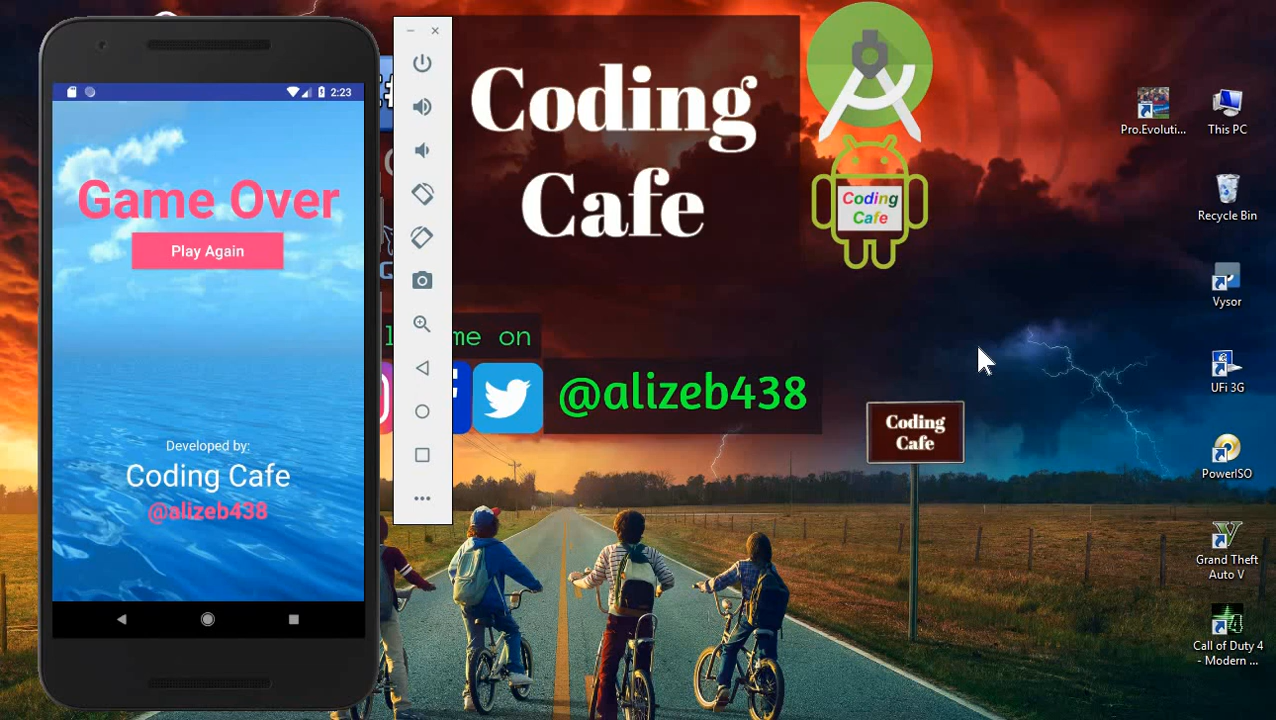 2:23
Game Over
Play Again
Developed by:
Coding Cafe
@alizeb438
Coding
Cafe
Coding
Cafe
me on
@alizeb438
Coding
Cafe
Pro.Evoluti...
This PC
Recycle Bin
Vysor
UFi 3G
PowerISO
Grand Theft
Auto V
Call of Duty 4
- Modern ...